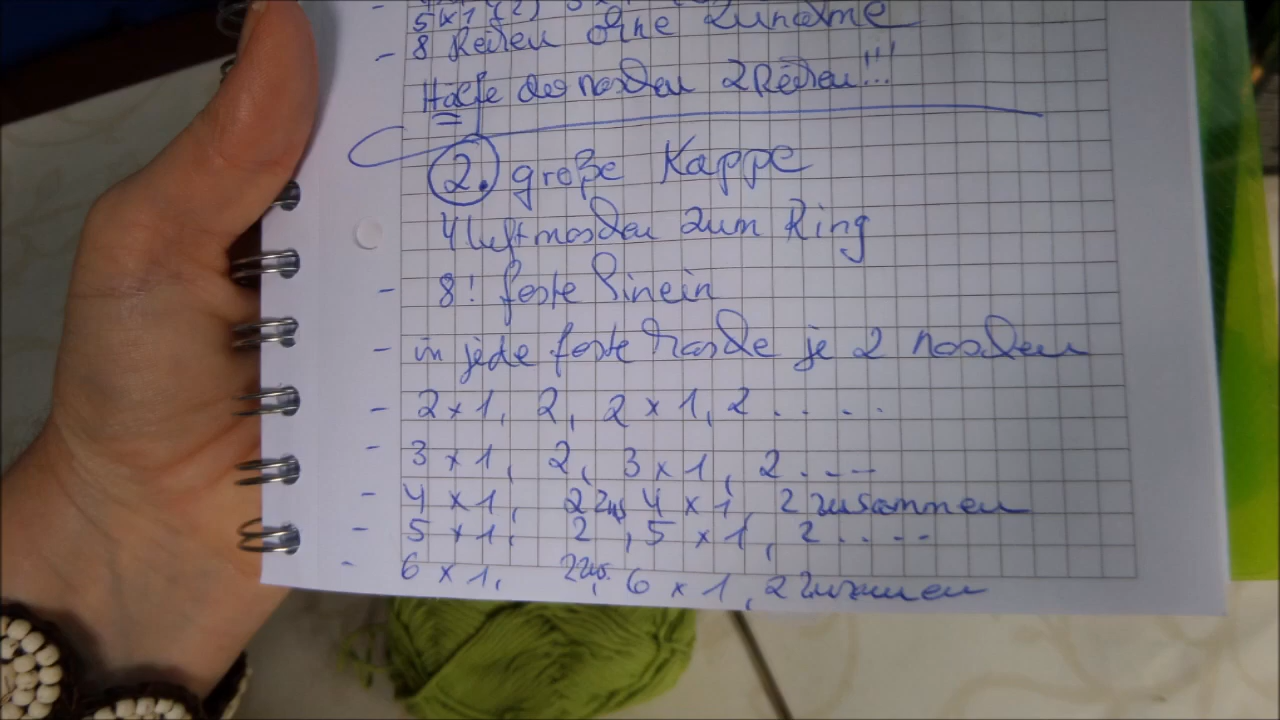 5 x 1 (2)
- 8 Reihen ohne Zunahme
Hälfte der Maschen 2 Reihen!!!
2. große Kappe
4 Luftmaschen zum Ring
- 8! feste hinein
- in jede feste Masche je 2 Maschen
- 2 x 1, 2, 2 x 1, 2 . . . .
- 3 x 1, 2, 3 x 1, 2 . - - -
- 4 x 1, 2 zus 4 x 1, 2 zusammen
- 5 x 1, 2, 5 x 1, 2 . . - -
- 6 x 1, 2 zus., 6 x 1, 2 zusammen